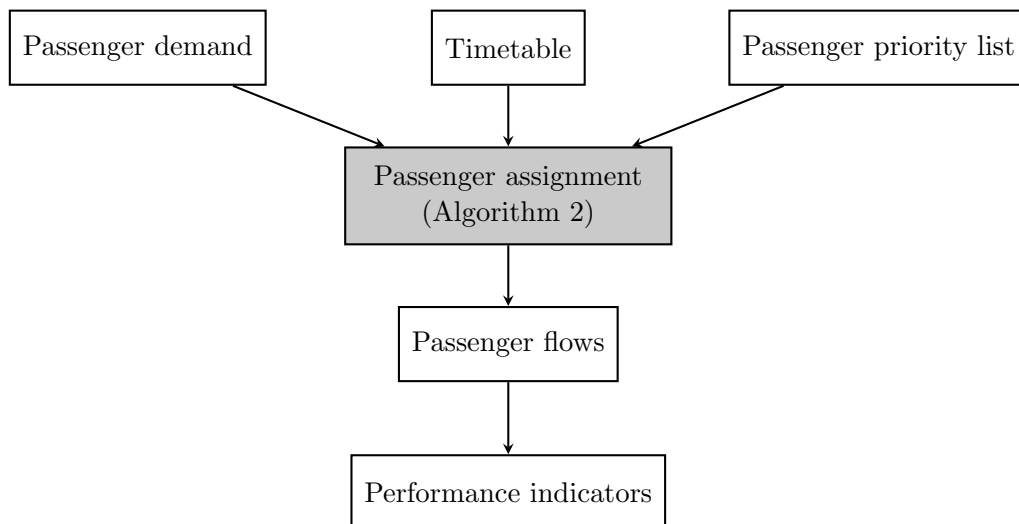 Passenger demand
Timetable
Passenger priority list
Passenger assignment
(Algorithm 2)
Passenger flows
Performance indicators